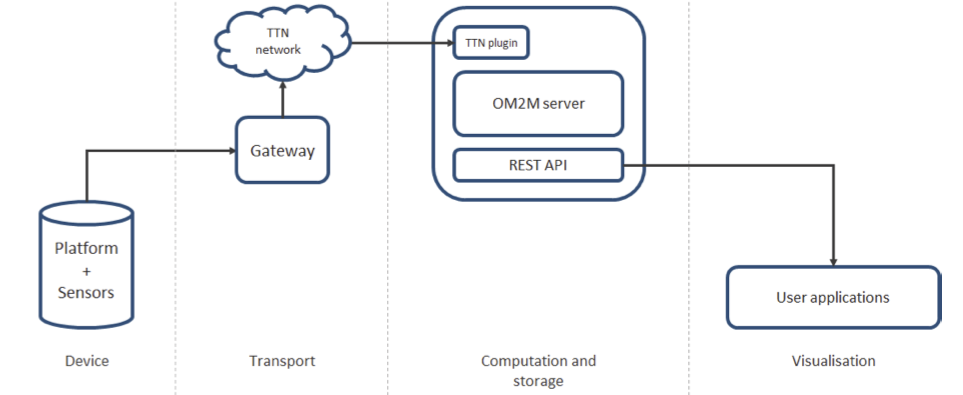 TTN
network
TTN plugin
OM2M server
Gateway
REST API
Platform
+
Sensors
User applications
Device
Transport
Computation and
storage
Visualisation